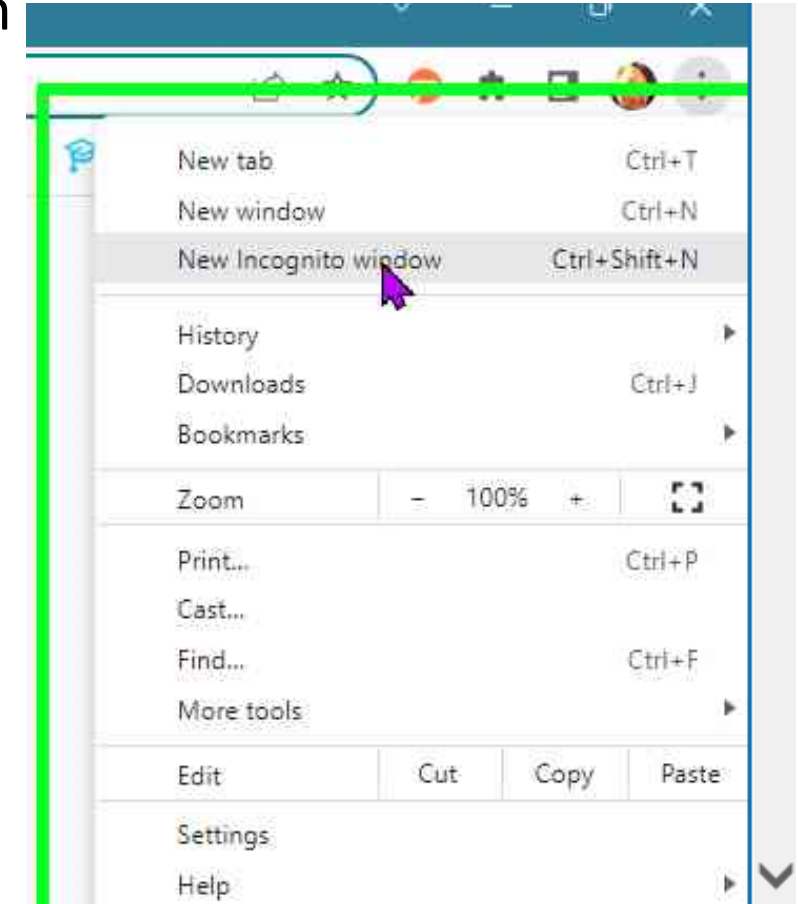 n
New tab Ctrl+T
New window Ctrl+N
New Incognito window Ctrl+Shift+N
History
Downloads Ctrl+J
Bookmarks
Zoom - 100% +
Print... Ctrl+P
Cast...
Find... Ctrl+F
More tools
Edit Cut Copy Paste
Settings
Help